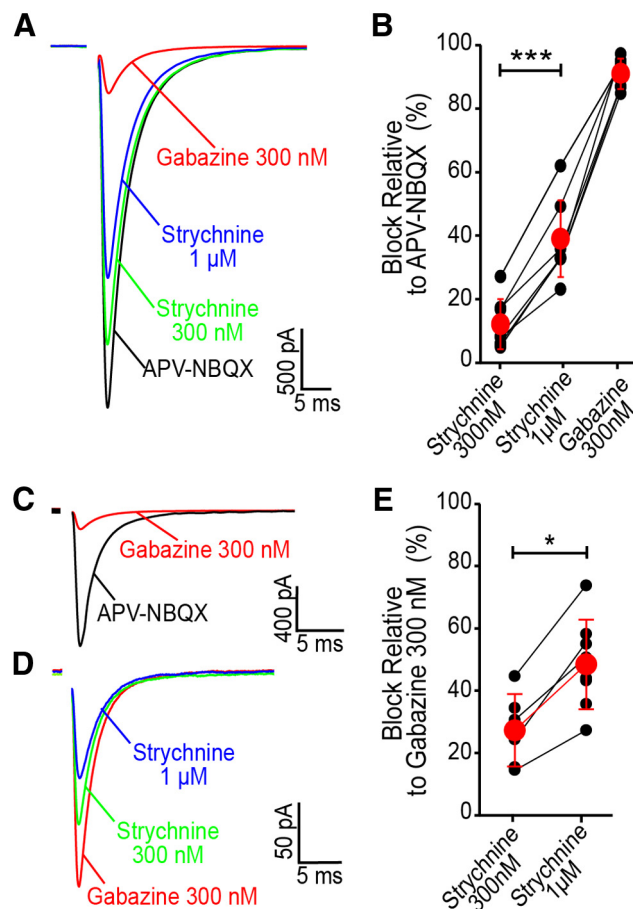 A
Gabazine 300 nM
Strychnine
1 µM
Strychnine
300 nM
APV-NBQX
500 pA
5 ms
B
Block Relative
to APV-NBQX (%)
100
80
60
40
20
0
***
Strychnine
300nM
Strychnine
1µM
Gabazine
300nM
C
Gabazine 300 nM
APV-NBQX
400 pA
5 ms
D
Strychnine
1 µM
Strychnine
300 nM
Gabazine 300 nM
50 pA
5 ms
E
Block Relative
to Gabazine 300 nM (%)
100
80
60
40
20
0
*
Strychnine
300nM
Strychnine
1µM